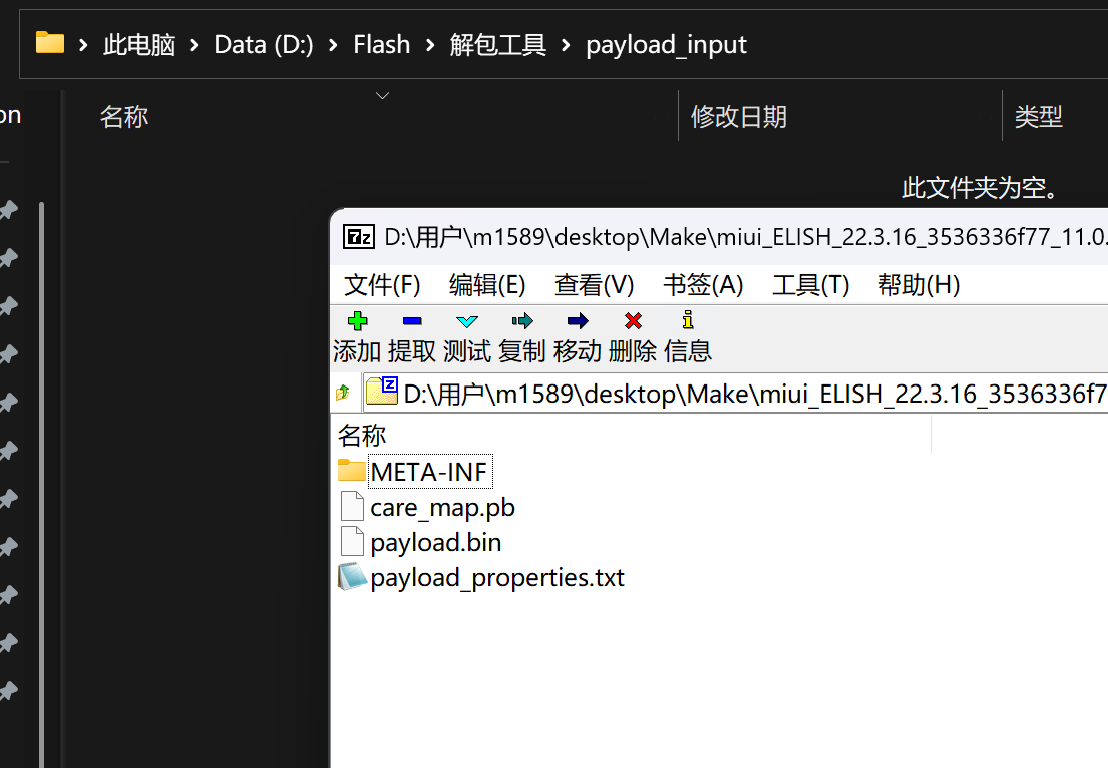 此电脑 Data (D:) Flash 解包工具 payload_input
on
名称 修改日期 类型
此文件夹为空。
D:\用户\m1589\desktop\Make\miui_ELISH_22.3.16_3536336f77_11.0.
文件(F) 编辑(E) 查看(V) 书签(A) 工具(T) 帮助(H)
添加 提取 测试 复制 移动 删除 信息
D:\用户\m1589\desktop\Make\miui_ELISH_22.3.16_3536336f7
名称
META-INF
care_map.pb
payload.bin
payload_properties.txt